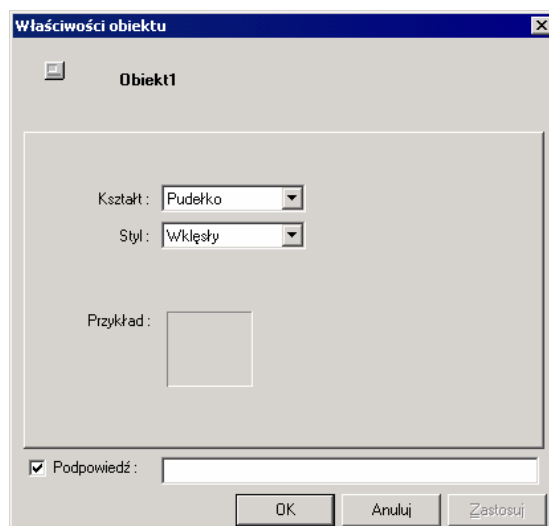 Właściwości obiektu
Obiekt1
Kształt : Pudełko
Styl : Wklęsły
Przykład :
Podpowiedź :
OK Anuluj Zastosuj